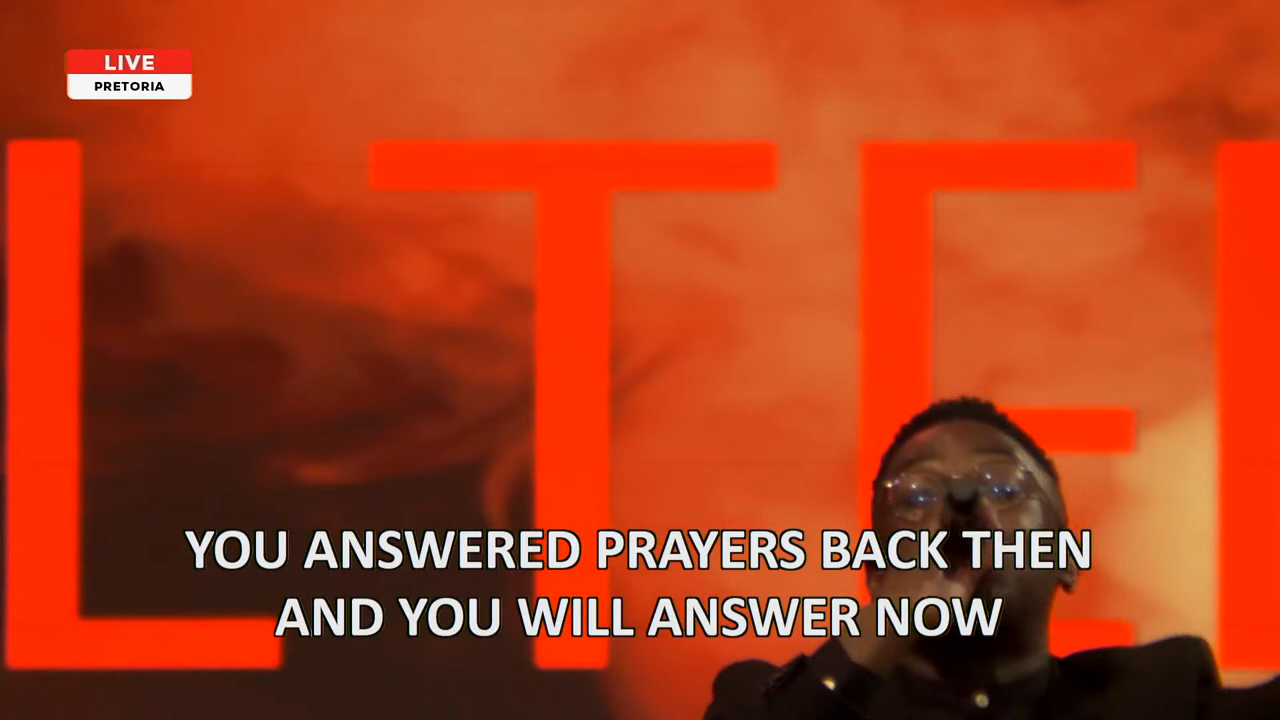 LIVE
PRETORIA
L T E
YOU ANSWERED PRAYERS BACK THEN
AND YOU WILL ANSWER NOW